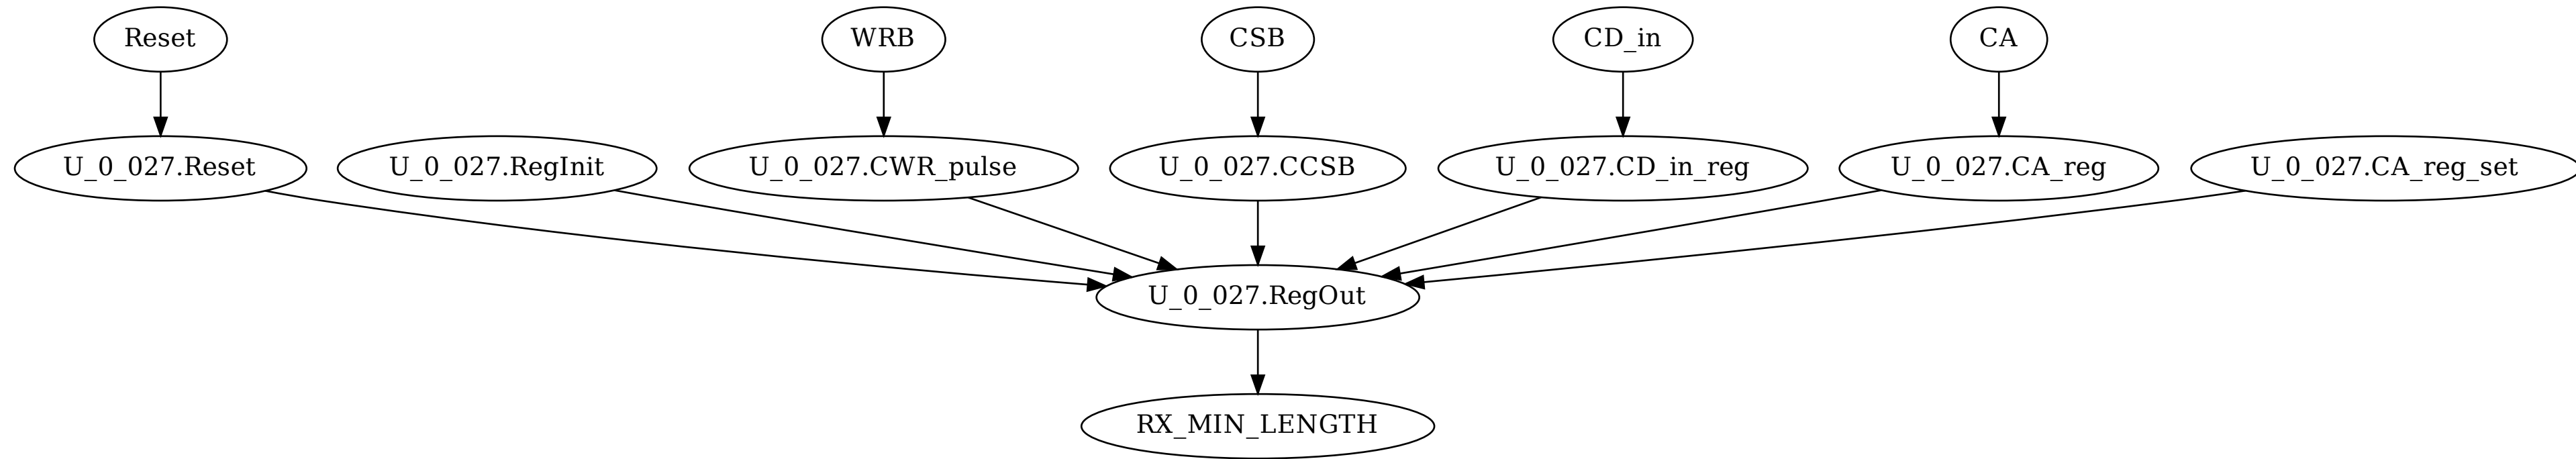 Reset
WRB
CSB
CD_in
CA
U_0_027.Reset
U_0_027.RegInit
U_0_027.CWR_pulse
U_0_027.CCSB
U_0_027.CD_in_reg
U_0_027.CA_reg
U_0_027.CA_reg_set
U_0_027.RegOut
RX_MIN_LENGTH